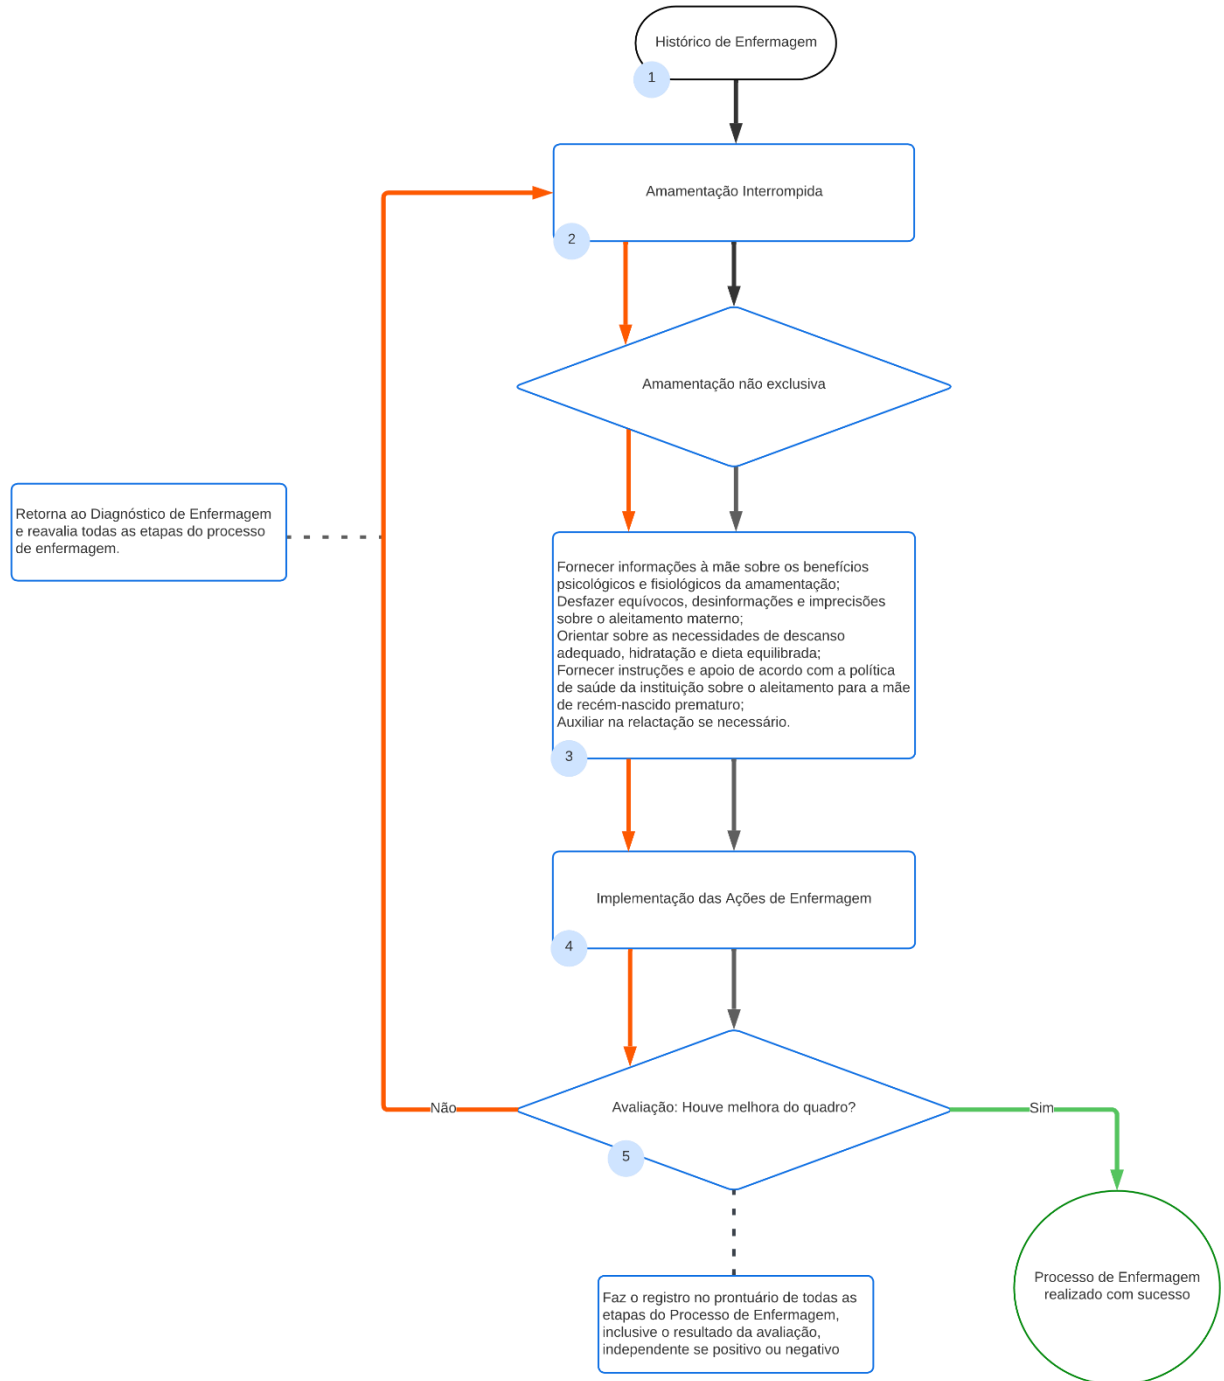 Histórico de Enfermagem
1
Amamentação Interrompida
2
Amamentação não exclusiva
Retorna ao Diagnóstico de Enfermagem
e reavalia todas as etapas do processo
de enfermagem.
Fornecer informações à mãe sobre os benefícios
psicológicos e fisiológicos da amamentação;
Desfazer equívocos, desinformações e imprecisões
sobre o aleitamento materno;
Orientar sobre as necessidades de descanso
adequado, hidratação e dieta equilibrada;
Fornecer instruções e apoio de acordo com a política
de saúde da instituição sobre o aleitamento para a mãe
de recém-nascido prematuro;
Auxiliar na relactação se necessário.
3
Implementação das Ações de Enfermagem
4
Não
Avaliação: Houve melhora do quadro?
Sim
5
Processo de Enfermagem
realizado com sucesso
Faz o registro no prontuário de todas as
etapas do Processo de Enfermagem,
inclusive o resultado da avaliação,
independente se positivo ou negativo